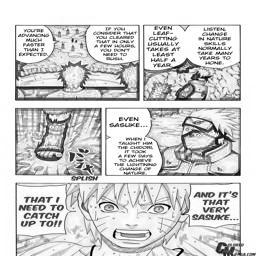 LISTEN,
CHANGE IN
NATURE SKILLS
NORMALLY
TAKE MANY
YEARS TO
HONE.
EVEN
LEAF-
CUTTING
USUALLY
TAKES AT
LEAST
HALF A
YEAR.
IF YOU
CONSIDER THAT
YOU CLEARED
THAT IN ONLY
A FEW HOURS,
YOU DON'T
NEED TO
RUSH.
YOU'RE
ADVANCING
MUCH
FASTER
THAN I
EXPECTED.
EVEN
SASUKE...
WHEN I
TAUGHT HIM
THE CHIDORI,
IT TOOK
A FEW DAYS
TO ACHIEVE
THE LIGHTNING
CHANGE OF
NATURE.
SPLISH
AND IT'S
THAT
VERY
SASUKE...
THAT I
NEED TO
CATCH
UP TO!!